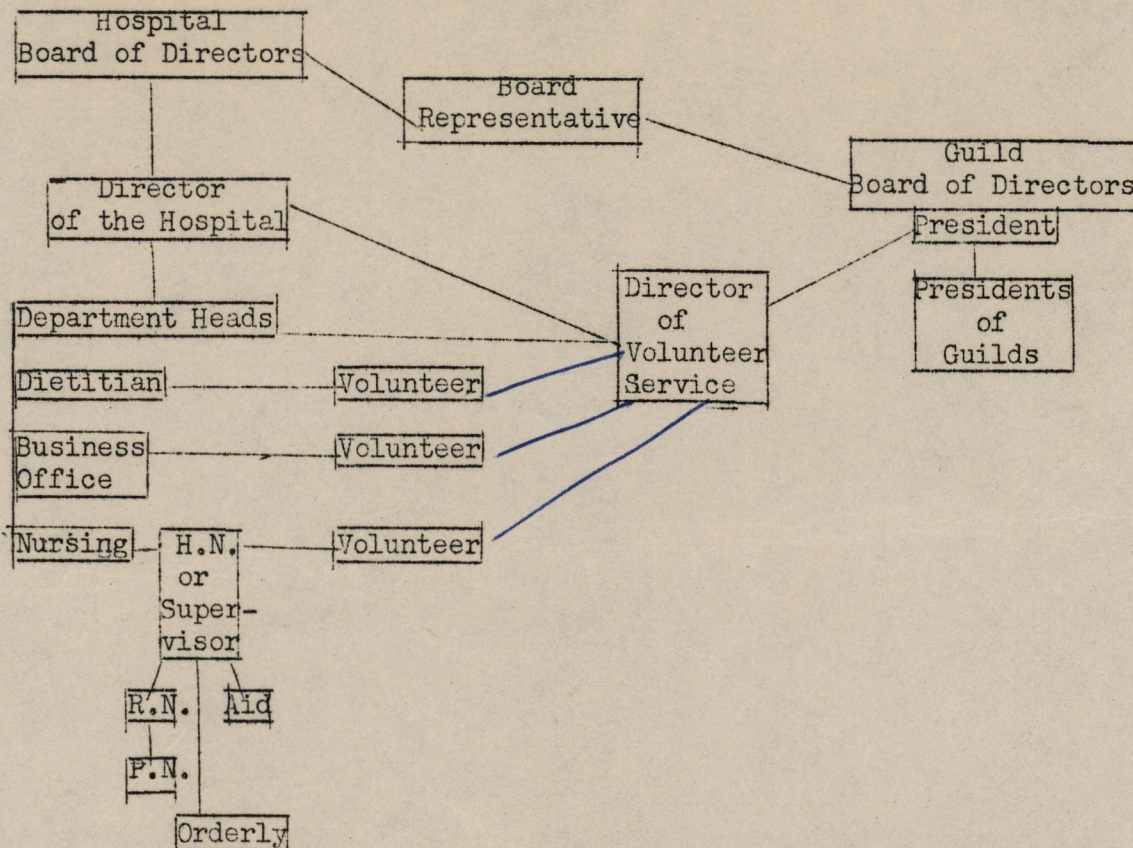 Hospital
Board of Directors
Board
Representative
Guild
Board of Directors
President
Director
of the Hospital
Director
of
Volunteer
Service
Presidents
of
Guilds
Department Heads
Dietitian
Volunteer
Business
Office
Volunteer
Nursing
H.N.
or
Super-
visor
Volunteer
R.N.
Aid
P.N.
Orderly